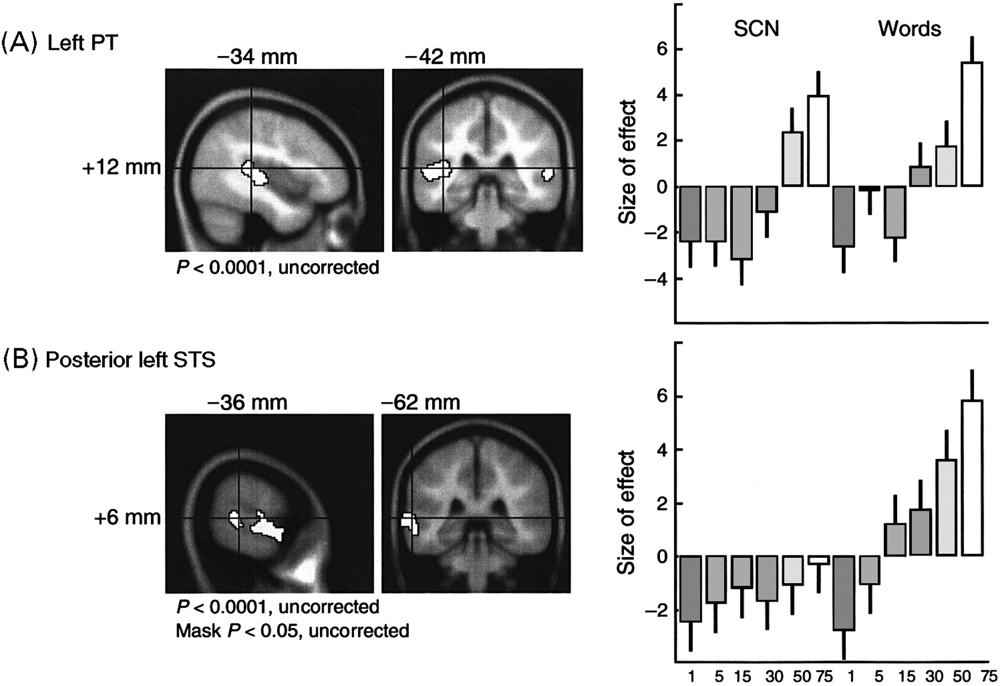 (A) Left PT
−34 mm
−42 mm
+12 mm
P < 0.0001, uncorrected
SCN
Words
Size of effect
6
4
2
0
−2
−4
(B) Posterior left STS
−36 mm
−62 mm
+6 mm
P < 0.0001, uncorrected
Mask P < 0.05, uncorrected
Size of effect
6
4
2
0
−2
1 5 15 30 50 75 1 5 15 30 50 75